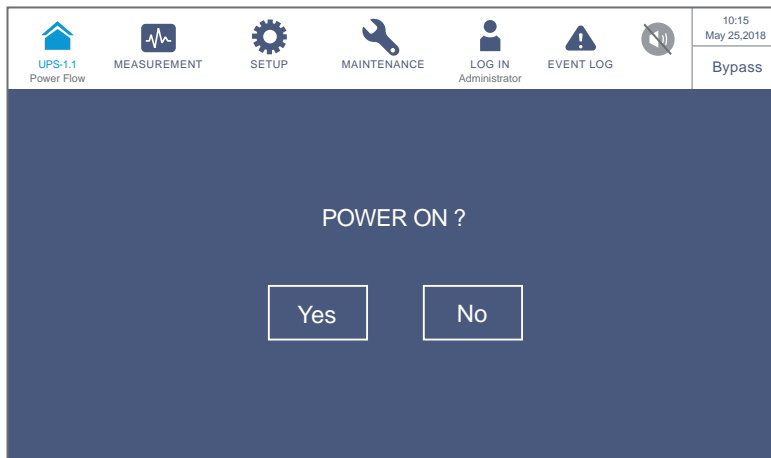 UPS-1.1
Power Flow
MEASUREMENT
SETUP
MAINTENANCE
LOG IN
Administrator
EVENT LOG
10:15
May 25,2018
Bypass
POWER ON ?
Yes
No